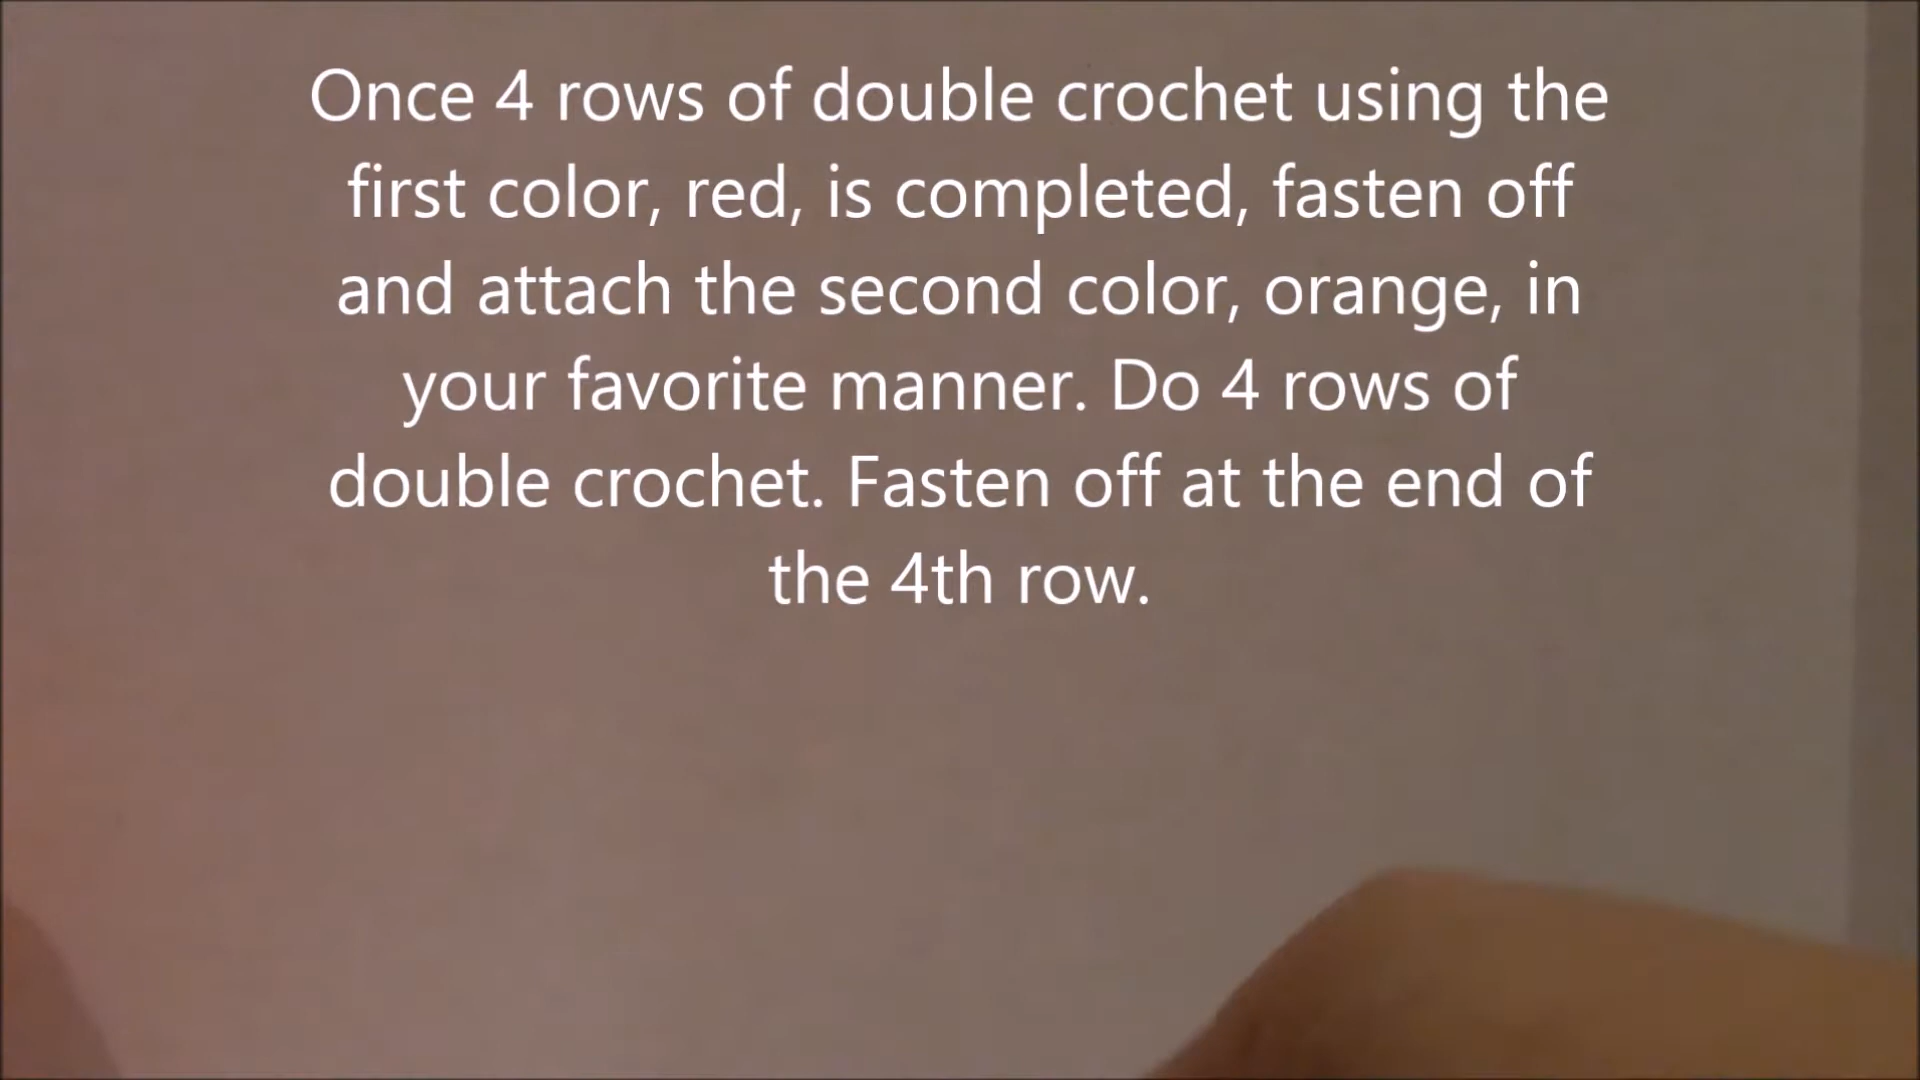 Once 4 rows of double crochet using the
first color, red, is completed, fasten off
and attach the second color, orange, in
your favorite manner. Do 4 rows of
double crochet. Fasten off at the end of
the 4th row.